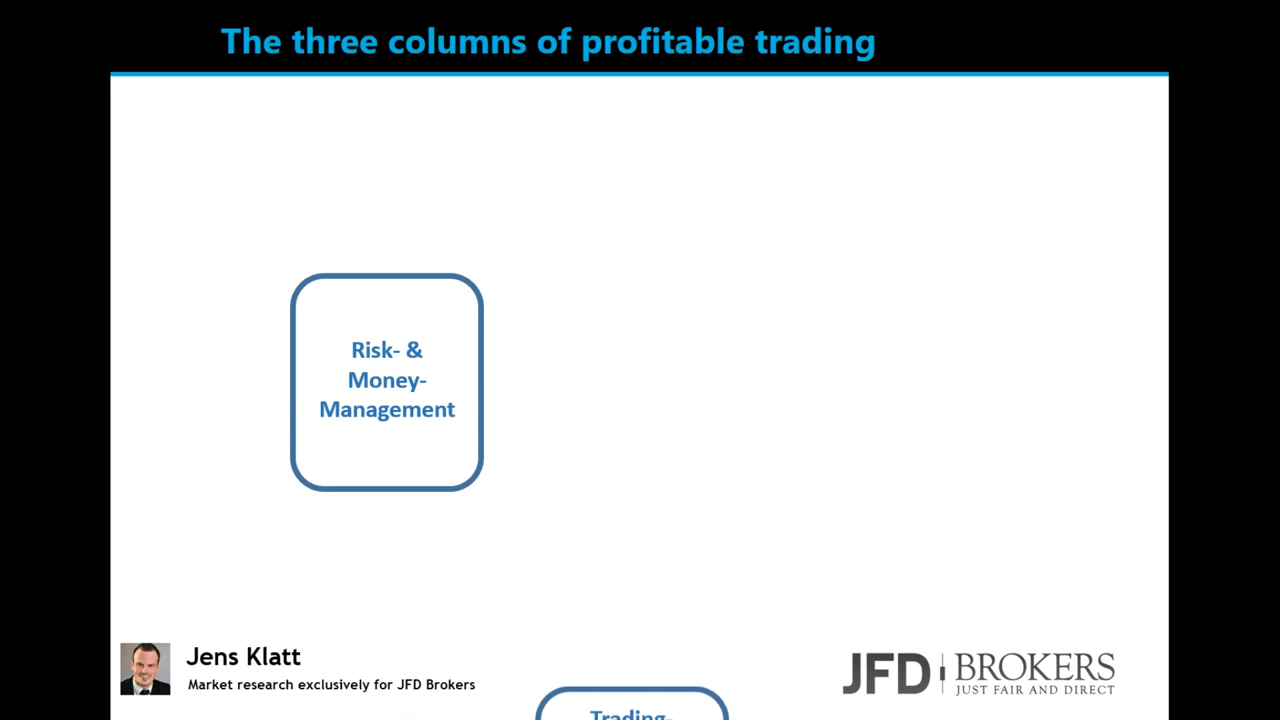 The three columns of profitable trading
Risk- &
Money-
Management
Jens Klatt
Market research exclusively for JFD Brokers
JFD BROKERS
JUST FAIR AND DIRECT
Trading-